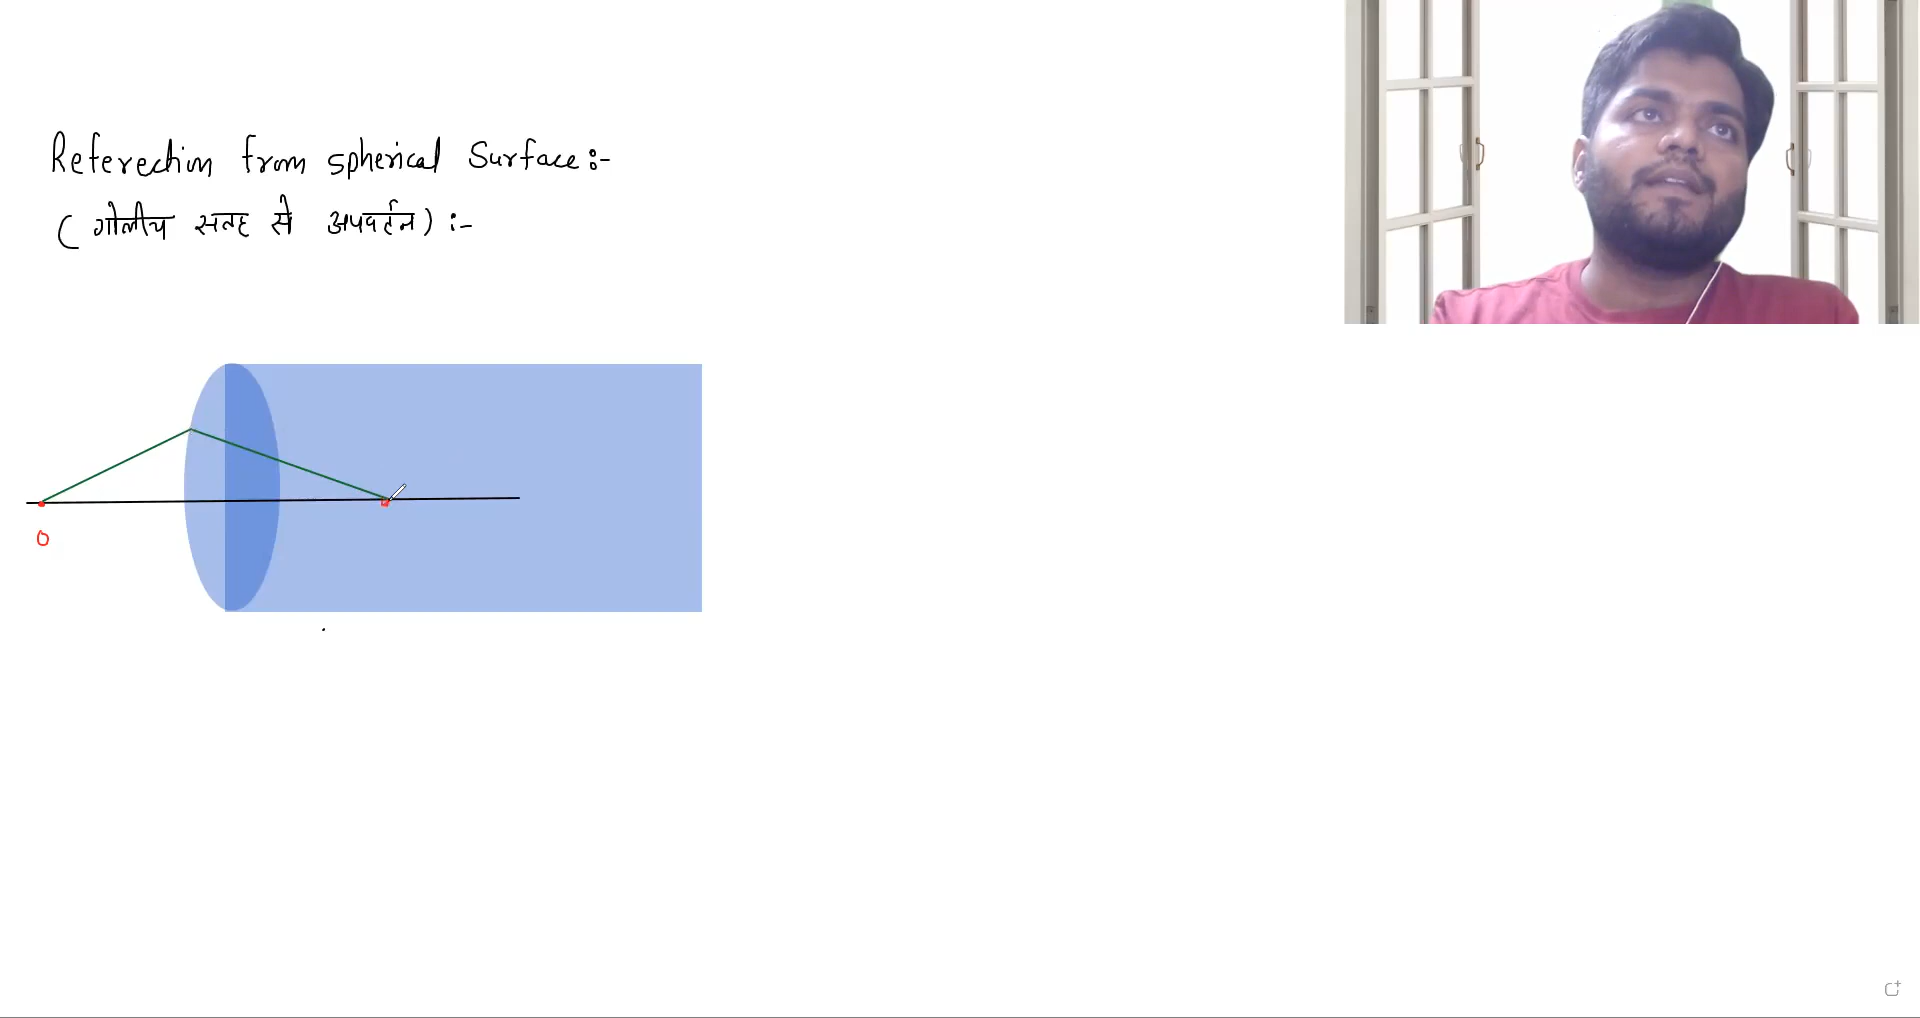 Referection from spherical Surface:-
( गोलीय सतह से अपवर्तन) :-
O